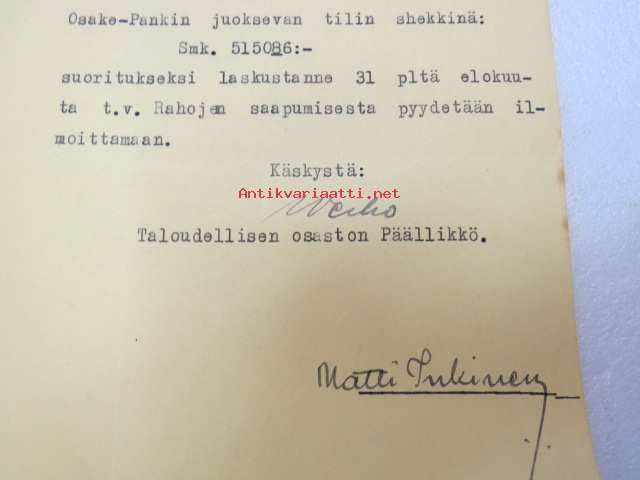 Osake-Pankin juoksevan tilin shekkinä:
Smk. 515086:-
suoritukseksi laskustanne 31 pltä elokuu-
ta t.v. Rahojen saapumisesta pyydetään il-
moittamaan.
Käskystä:
Antikvariaatti.net
Taloudellisen osaston Päällikkö.
Matti Inkinen